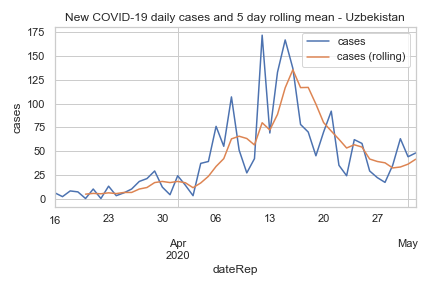 New COVID-19 daily cases and 5 day rolling mean - Uzbekistan
cases
cases (rolling)
175
150
125
100
75
50
25
0
cases
16 23 30 06 13 20 27
Apr May
2020
dateRep